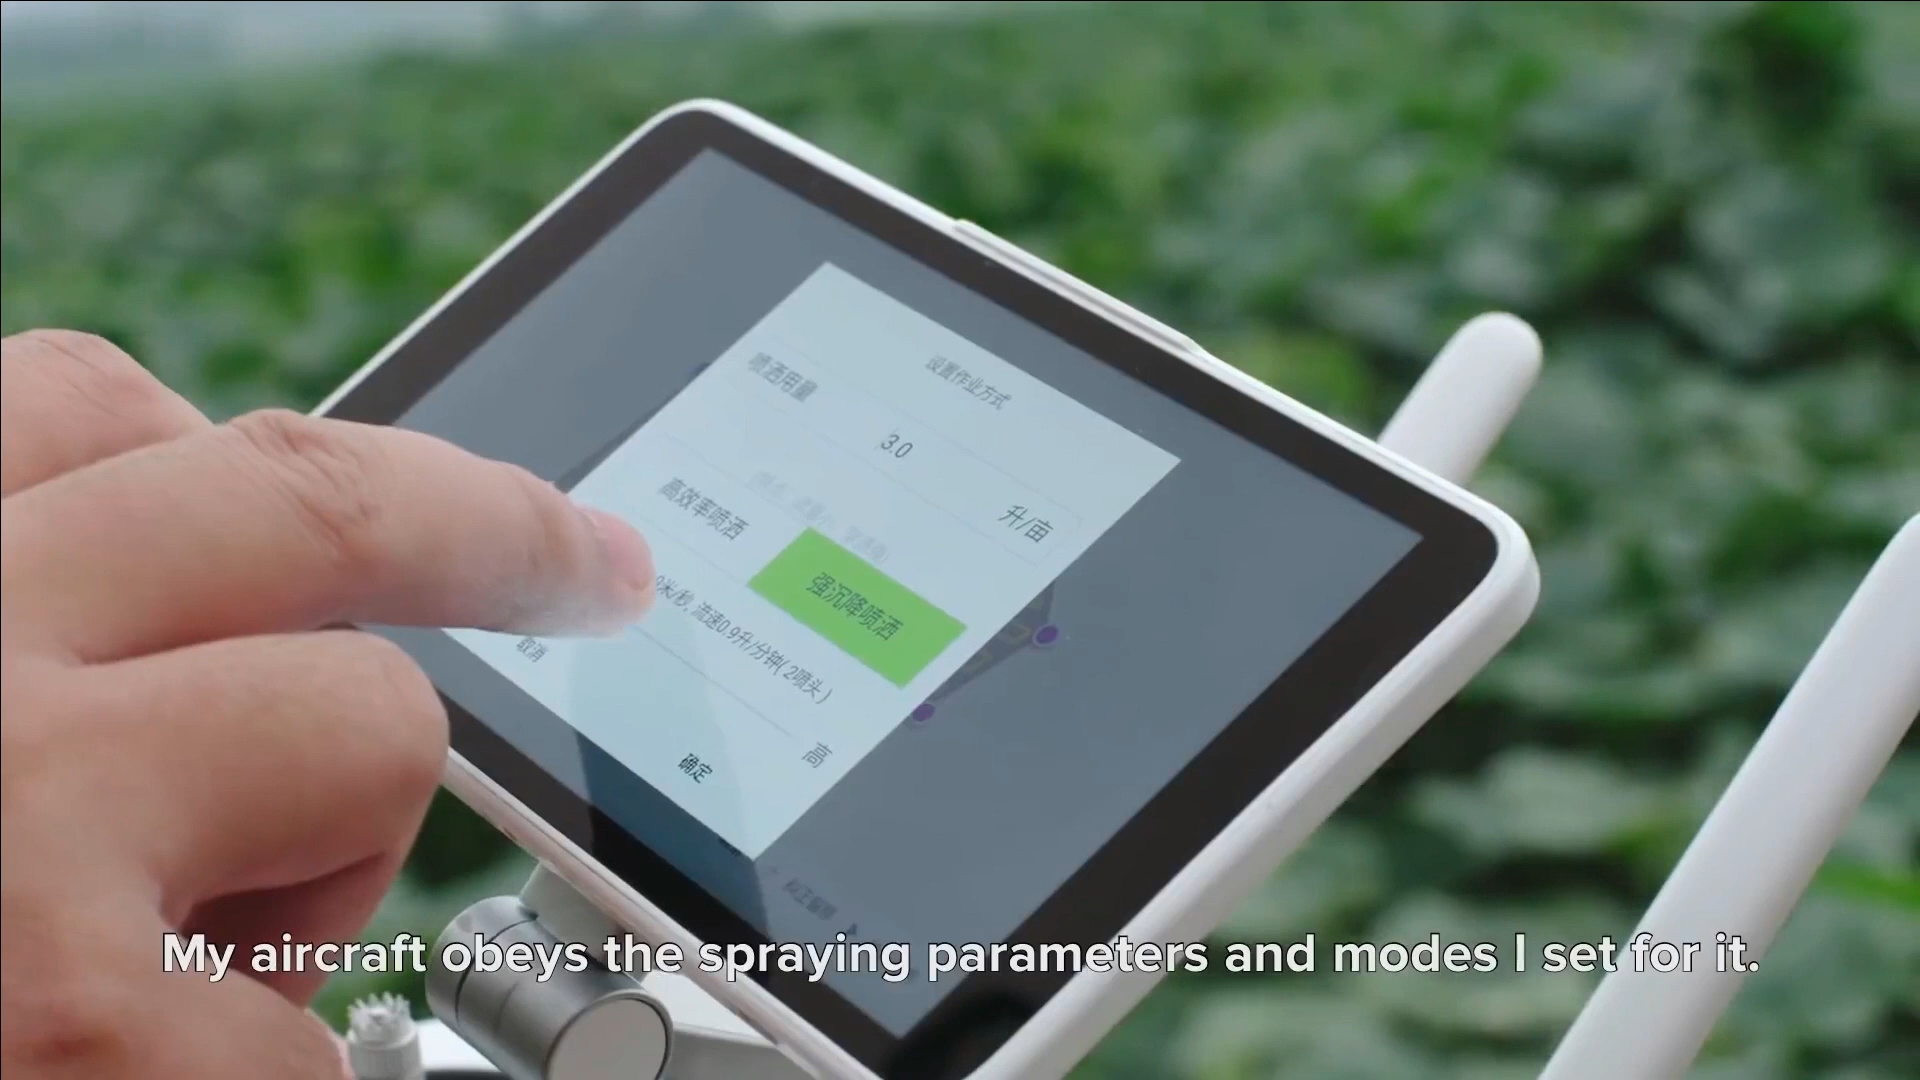 设置作业方式
喷洒用量
3.0
升/亩
高效率喷洒
强沉降喷洒
米/秒, 流速0.9升/分钟( 2喷头 )
高
取消
确定
My aircraft obeys the spraying parameters and modes I set for it.